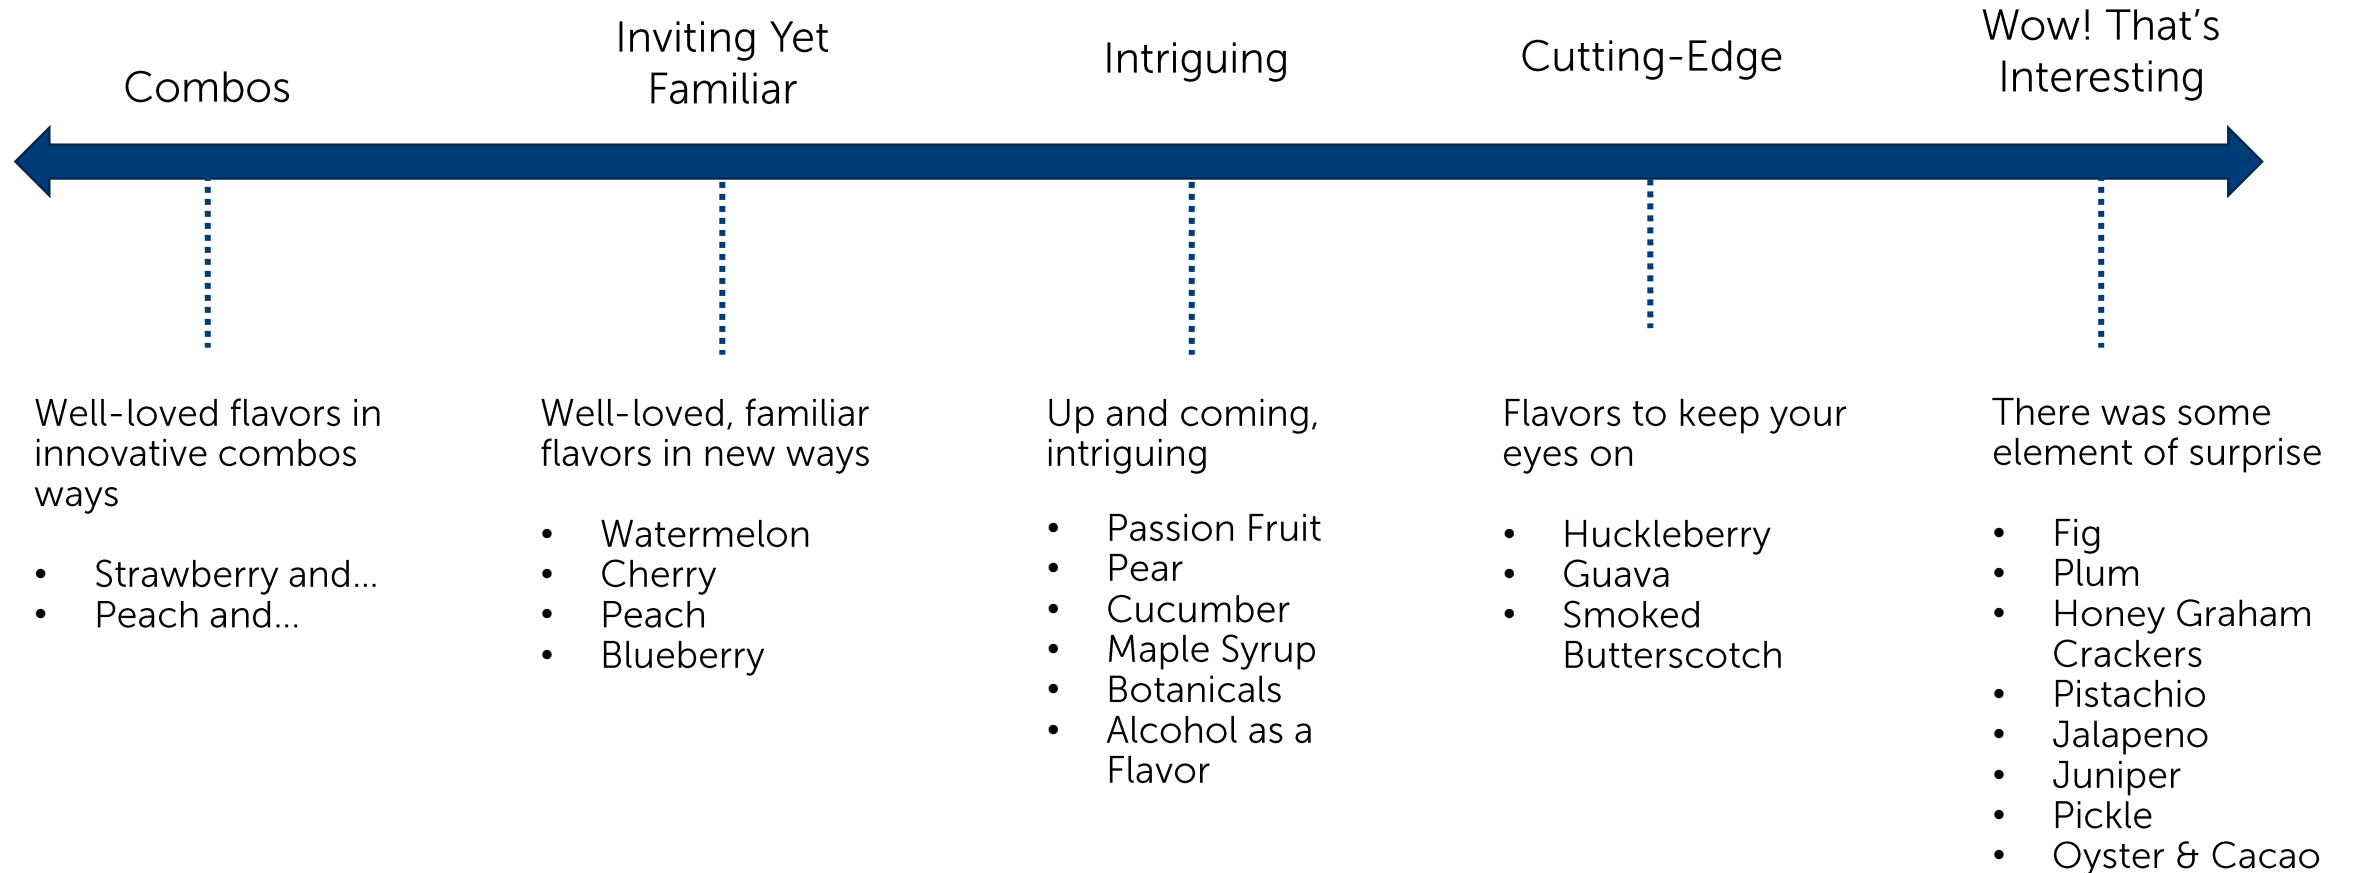 Combos
Inviting Yet
Familiar
Intriguing
Cutting-Edge
Wow! That's
Interesting
Well-loved flavors in
innovative combos
ways
• Strawberry and...
• Peach and...
Well-loved, familiar
flavors in new ways
• Watermelon
• Cherry
• Peach
• Blueberry
Up and coming,
intriguing
• Passion Fruit
• Pear
• Cucumber
• Maple Syrup
• Botanicals
• Alcohol as a
Flavor
Flavors to keep your
eyes on
• Huckleberry
• Guava
• Smoked
Butterscotch
There was some
element of surprise
• Fig
• Plum
• Honey Graham
Crackers
• Pistachio
• Jalapeno
• Juniper
• Pickle
• Oyster & Cacao